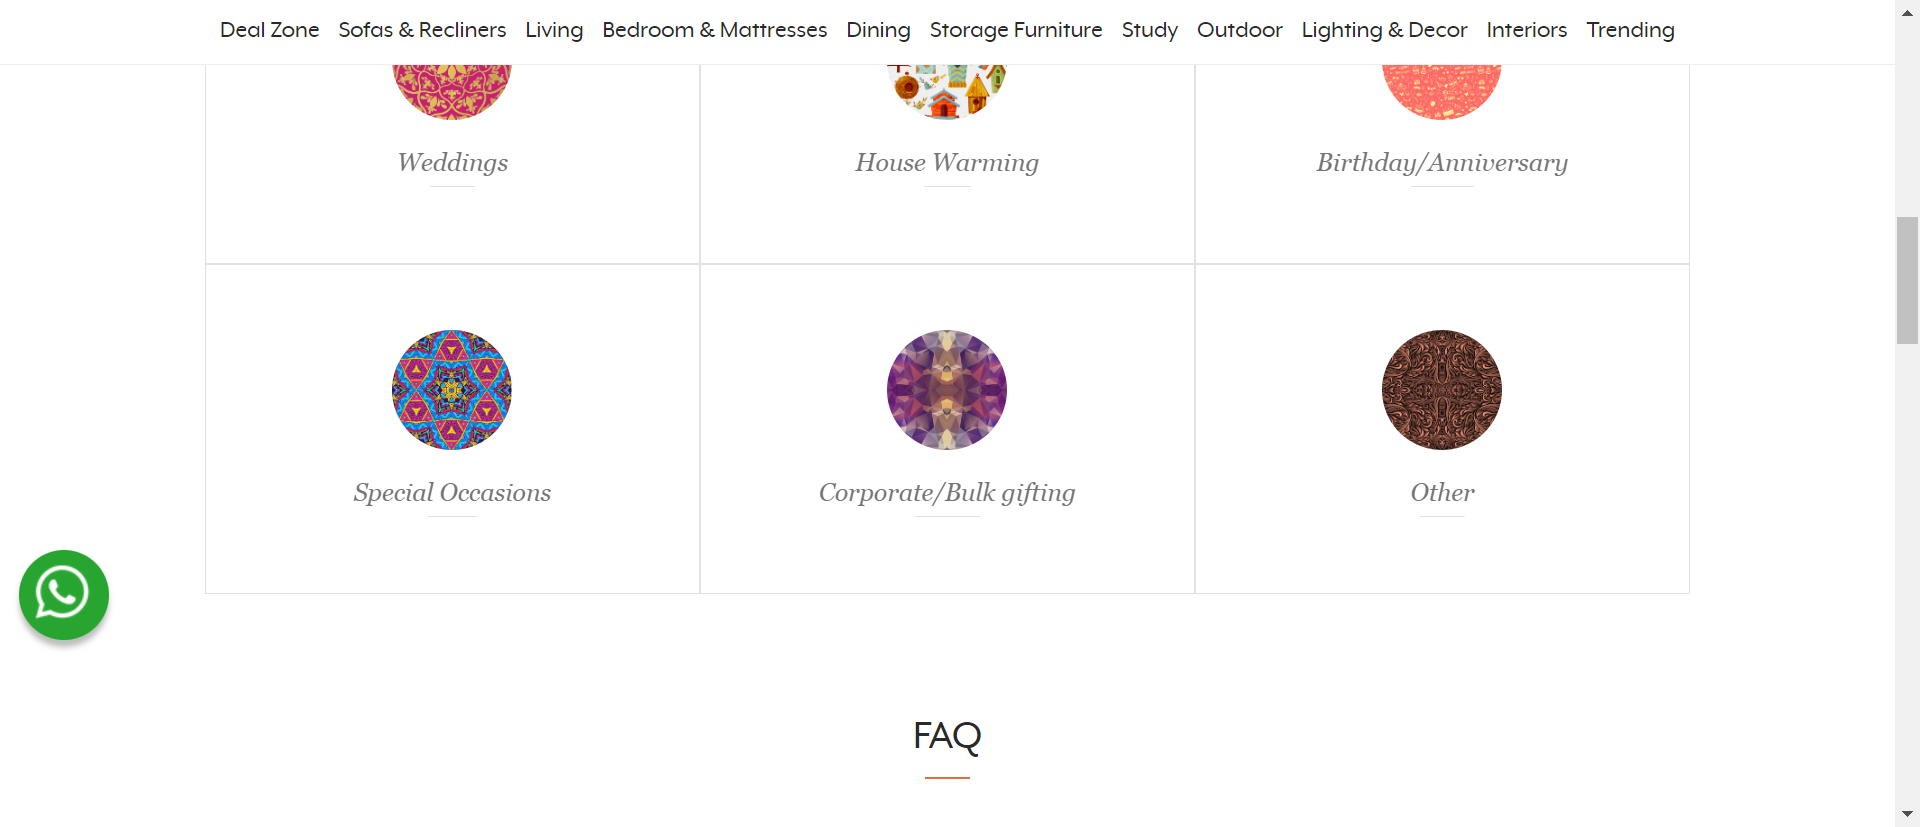 Deal Zone Sofas & Recliners Living Bedroom & Mattresses Dining Storage Furniture Study Outdoor Lighting & Decor Interiors Trending
Weddings House Warming Birthday/Anniversary
Special Occasions Corporate/Bulk gifting Other
FAQ